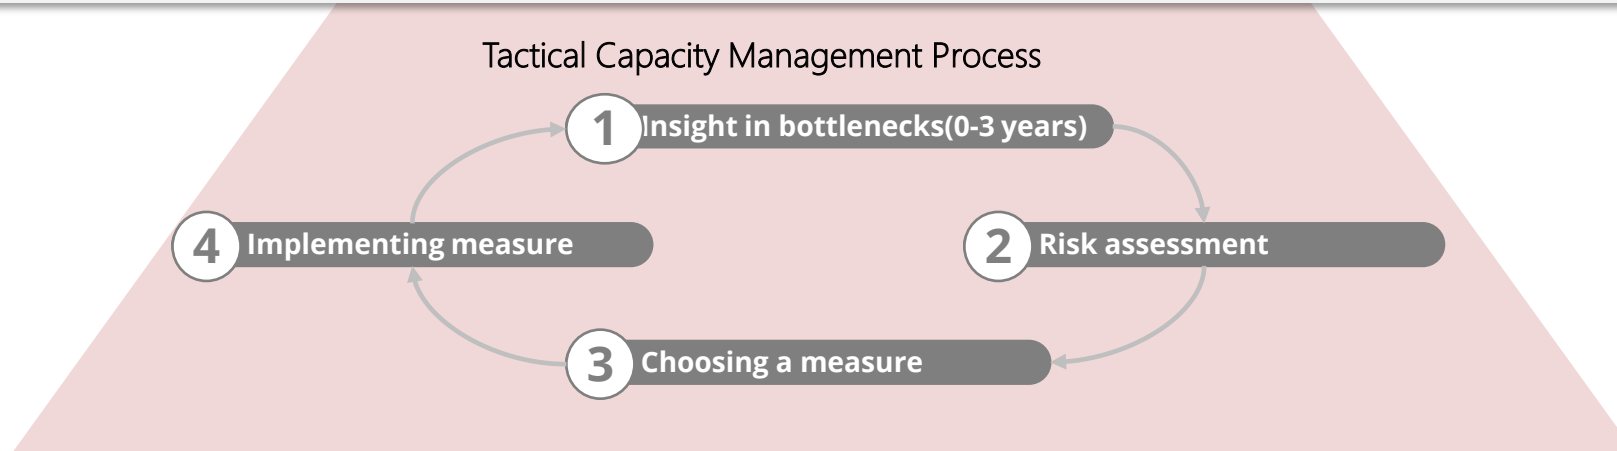 Tactical Capacity Management Process
1 Insight in bottlenecks(0-3 years)
4 Implementing measure
2 Risk assessment
3 Choosing a measure